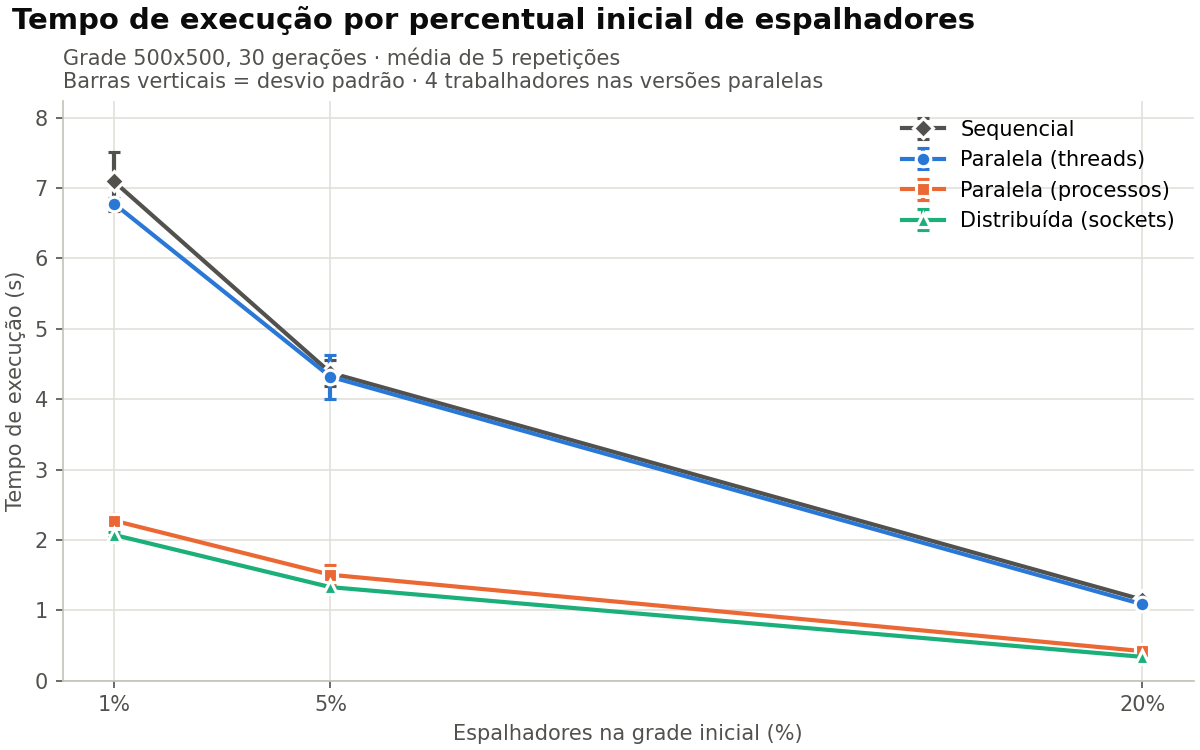 Tempo de execução por percentual inicial de espalhadores
Grade 500x500, 30 gerações · média de 5 repetições
Barras verticais = desvio padrão · 4 trabalhadores nas versões paralelas
Sequencial
Paralela (threads)
Paralela (processos)
Distribuída (sockets)
Tempo de execução (s)
8
7
6
5
4
3
2
1
0
1%
5%
20%
Espalhadores na grade inicial (%)